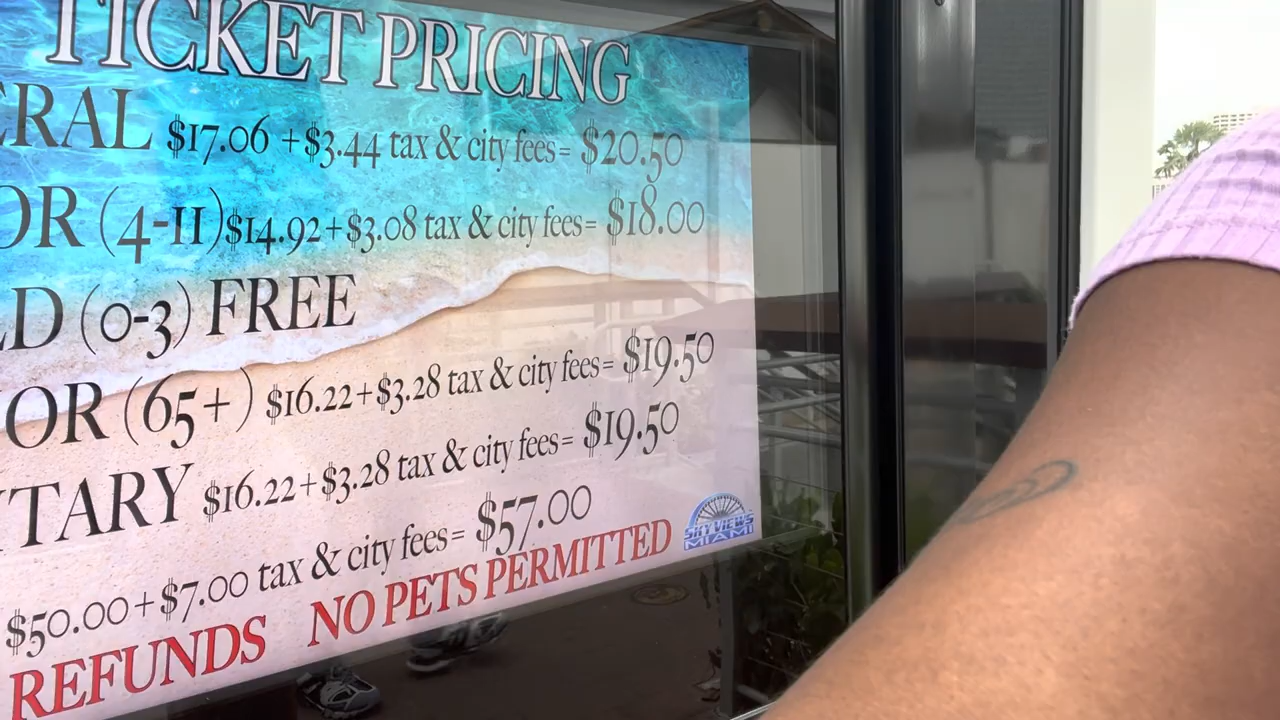 TICKET PRICING
ERAL $17.06 +$3.44 tax & city fees= $20.50
OR (4-11)$14.92+$3.08 tax & city fees= $18.00
LD (0-3) FREE
OR (65+) $16.22+$3.28 tax & city fees= $19.50
ITARY $16.22+$3.28 tax & city fees= $19.50
$50.00+$7.00 tax & city fees= $57.00
REFUNDS NO PETS PERMITTED
SKYVIEWS
MIAMI